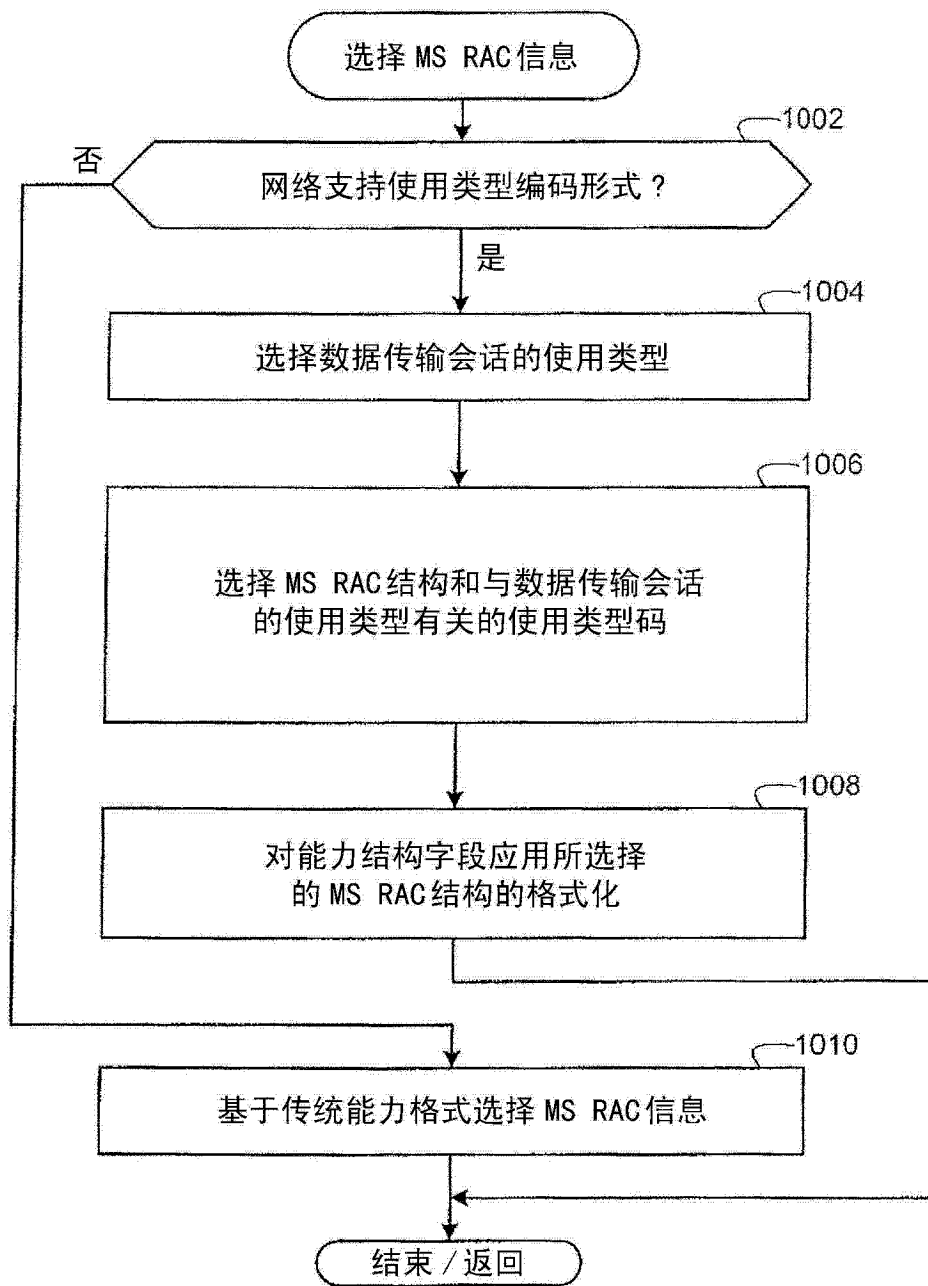 选择 MS RAC信息
1002
否
网络支持使用类型编码形式？
是
1004
选择数据传输会话的使用类型
1006
选择 MS RAC结构和与数据传输会话
的使用类型有关的使用类型码
1008
对能力结构字段应用所选择
的 MS RAC结构的格式化
1010
基于传统能力格式选择 MS RAC信息
结束/返回